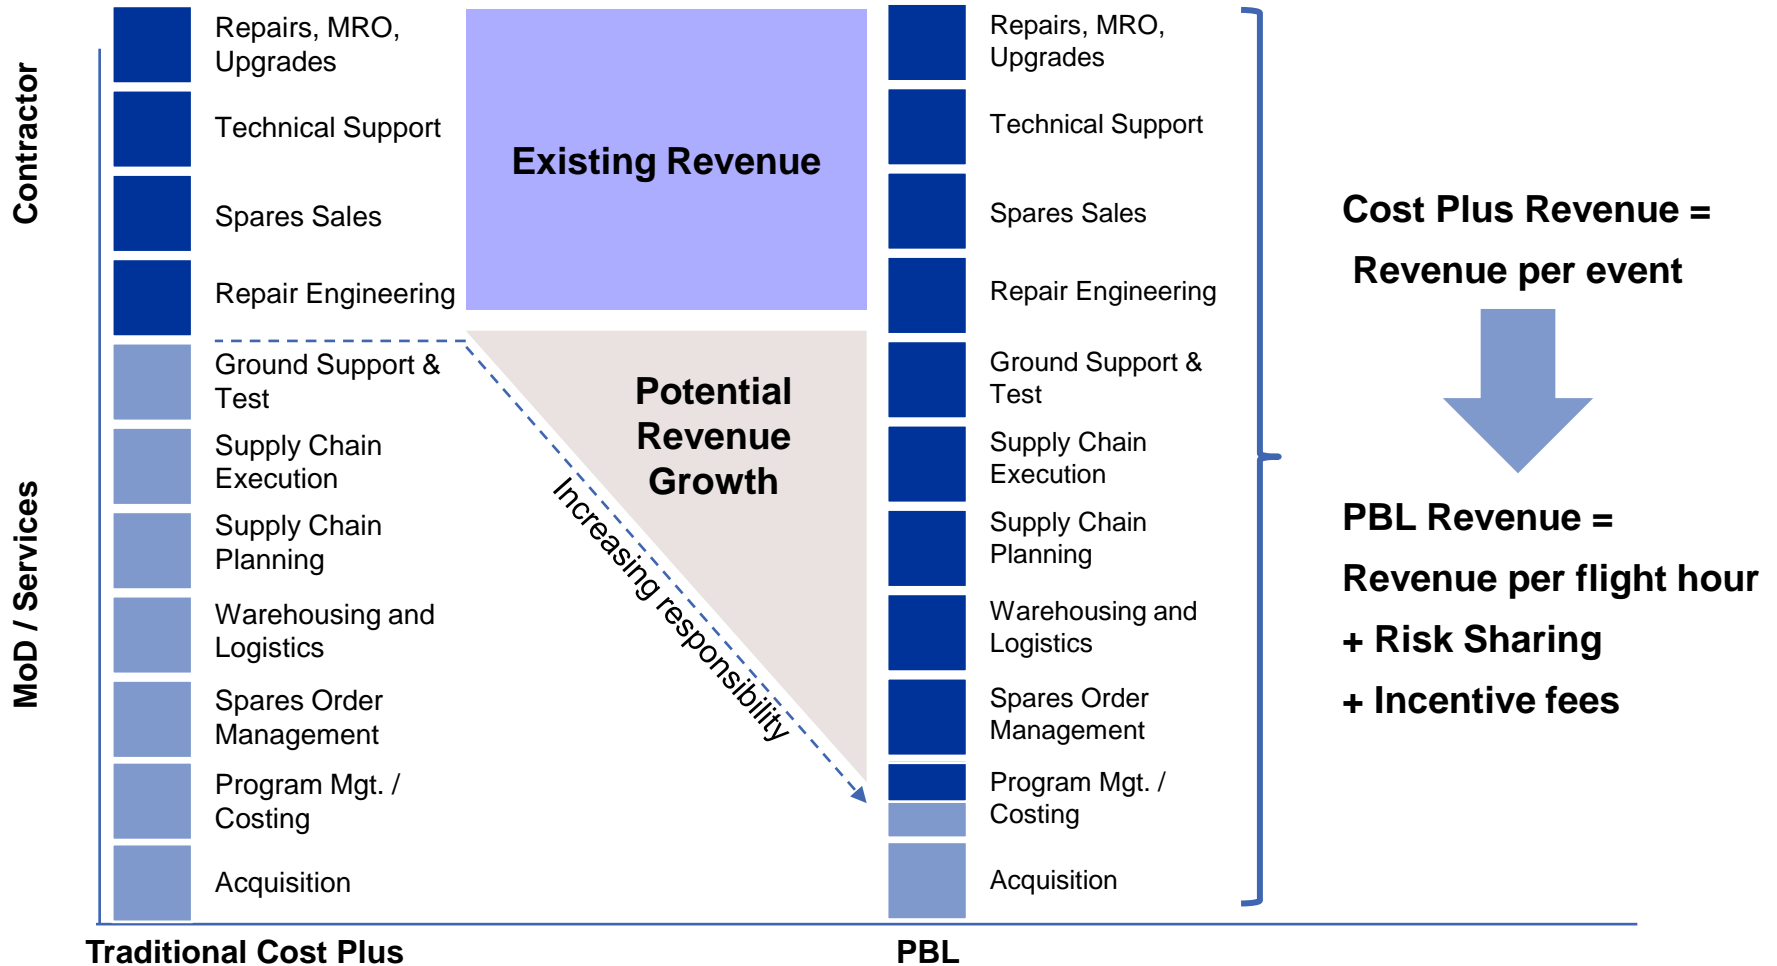 Contractor
MoD / Services
Repairs, MRO,
Upgrades
Technical Support
Spares Sales
Repair Engineering
Ground Support &
Test
Supply Chain
Execution
Supply Chain
Planning
Warehousing and
Logistics
Spares Order
Management
Program Mgt. /
Costing
Acquisition
Traditional Cost Plus
Existing Revenue
Potential
Revenue
Growth
Increasing responsibility
Repairs, MRO,
Upgrades
Technical Support
Spares Sales
Repair Engineering
Ground Support &
Test
Supply Chain
Execution
Supply Chain
Planning
Warehousing and
Logistics
Spares Order
Management
Program Mgt. /
Costing
Acquisition
PBL
Cost Plus Revenue =
Revenue per event
PBL Revenue =
Revenue per flight hour
+ Risk Sharing
+ Incentive fees